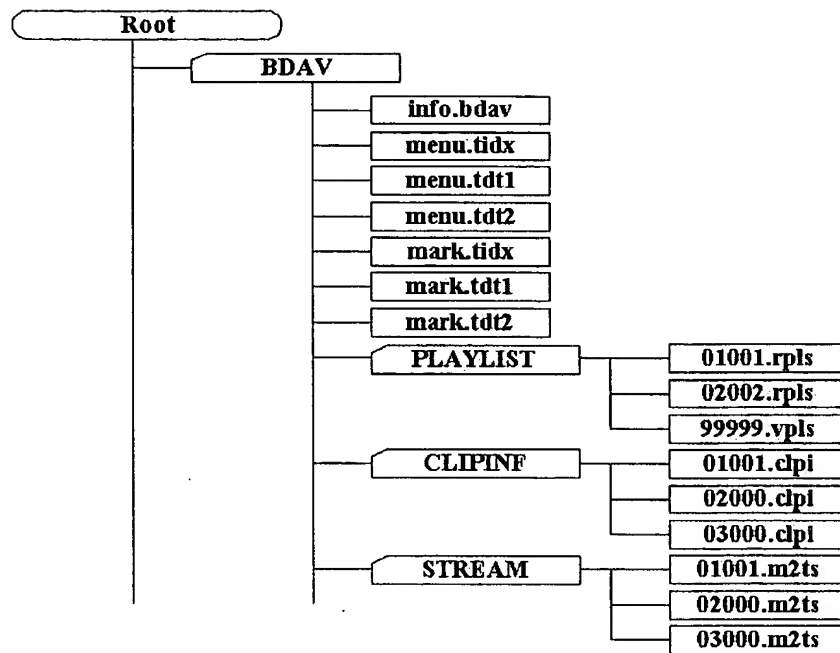 Root
BDAV
info.bdav
menu.tidx
menu.tdt1
menu.tdt2
mark.tidx
mark.tdt1
mark.tdt2
PLAYLIST
01001.rpls
02002.rpls
99999.vpls
CLIPINF
01001.clpi
02000.clpi
03000.clpi
STREAM
01001.m2ts
02000.m2ts
03000.m2ts